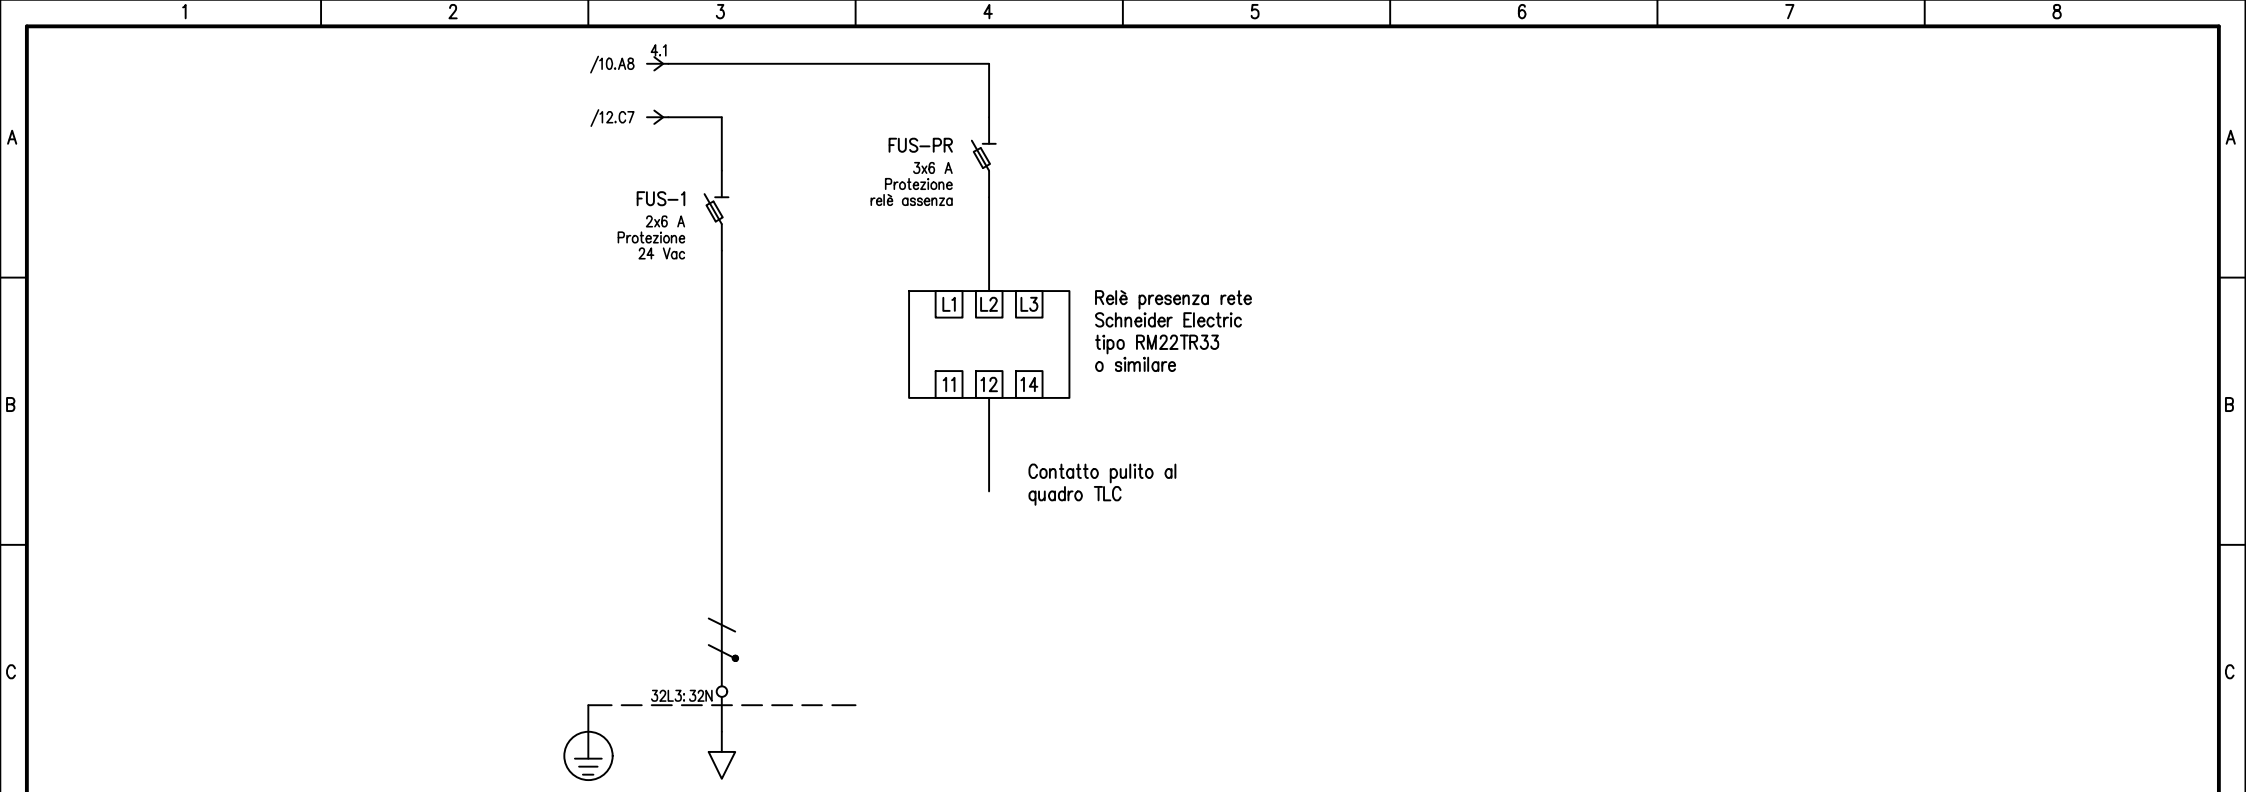 1 2 3 4 5 6 7 8
4.1
/10.A8
/12.C7
A A
FUS-PR
3x6 A
Protezione
relè assenza
FUS-1
2x6 A
Protezione
24 Vac
L1 L2 L3
Relè presenza rete
Schneider Electric
tipo RM22TR33
o similare
11 12 14
B B
Contatto pulito al
quadro TLC
C C
32L3:32N